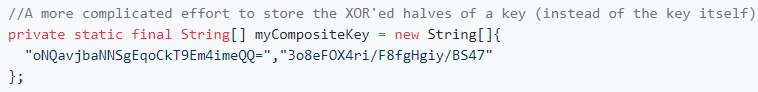 //A more complicated effort to store the XOR'ed halves of a key (instead of the key itself)
private static final String[] myCompositeKey = new String[]{
  "oNQavjbaNNSgEqoCkT9Em4imeQQ=","3o8eFOX4ri/F8fgHgiy/BS47"
};